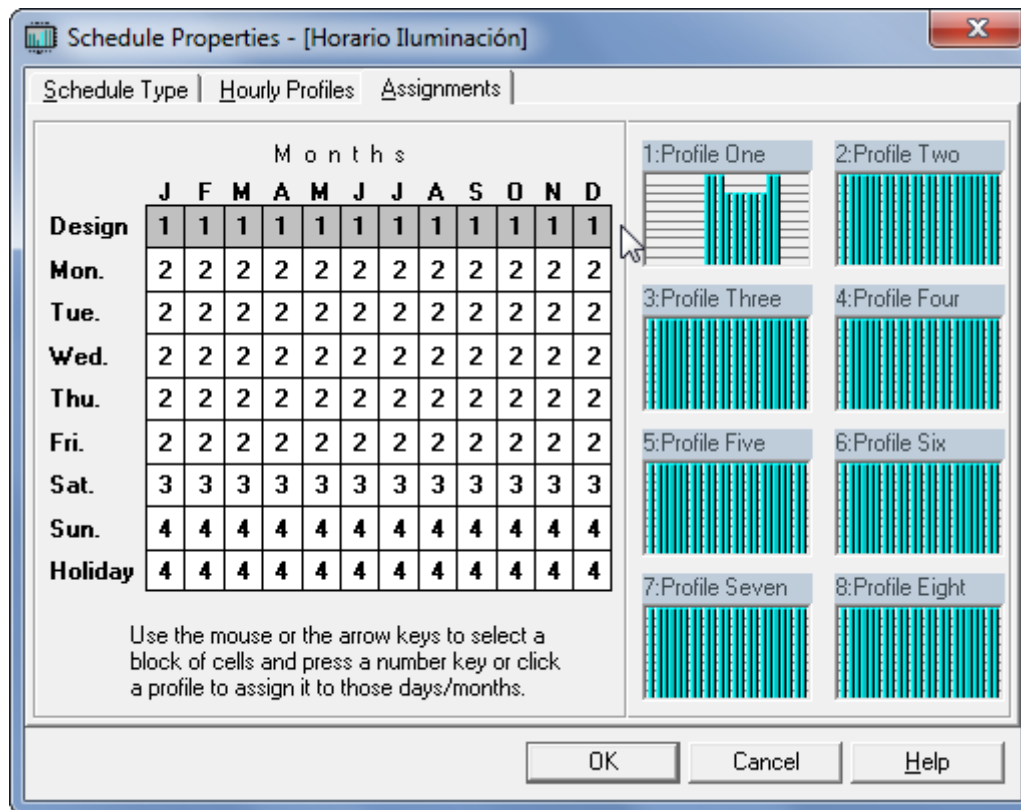 Schedule Properties - [Horario Iluminación]
Schedule Type Hourly Profiles Assignments
Months
J F M A M J J A S O N D
Design 1 1 1 1 1 1 1 1 1 1 1 1
Mon. 2 2 2 2 2 2 2 2 2 2 2 2
Tue. 2 2 2 2 2 2 2 2 2 2 2 2
Wed. 2 2 2 2 2 2 2 2 2 2 2 2
Thu. 2 2 2 2 2 2 2 2 2 2 2 2
Fri. 2 2 2 2 2 2 2 2 2 2 2 2
Sat. 3 3 3 3 3 3 3 3 3 3 3 3
Sun. 4 4 4 4 4 4 4 4 4 4 4 4
Holiday 4 4 4 4 4 4 4 4 4 4 4 4
Use the mouse or the arrow keys to select a
block of cells and press a number key or click
a profile to assign it to those days/months.
1:Profile One 2:Profile Two
3:Profile Three 4:Profile Four
5:Profile Five 6:Profile Six
7:Profile Seven 8:Profile Eight
OK Cancel Help